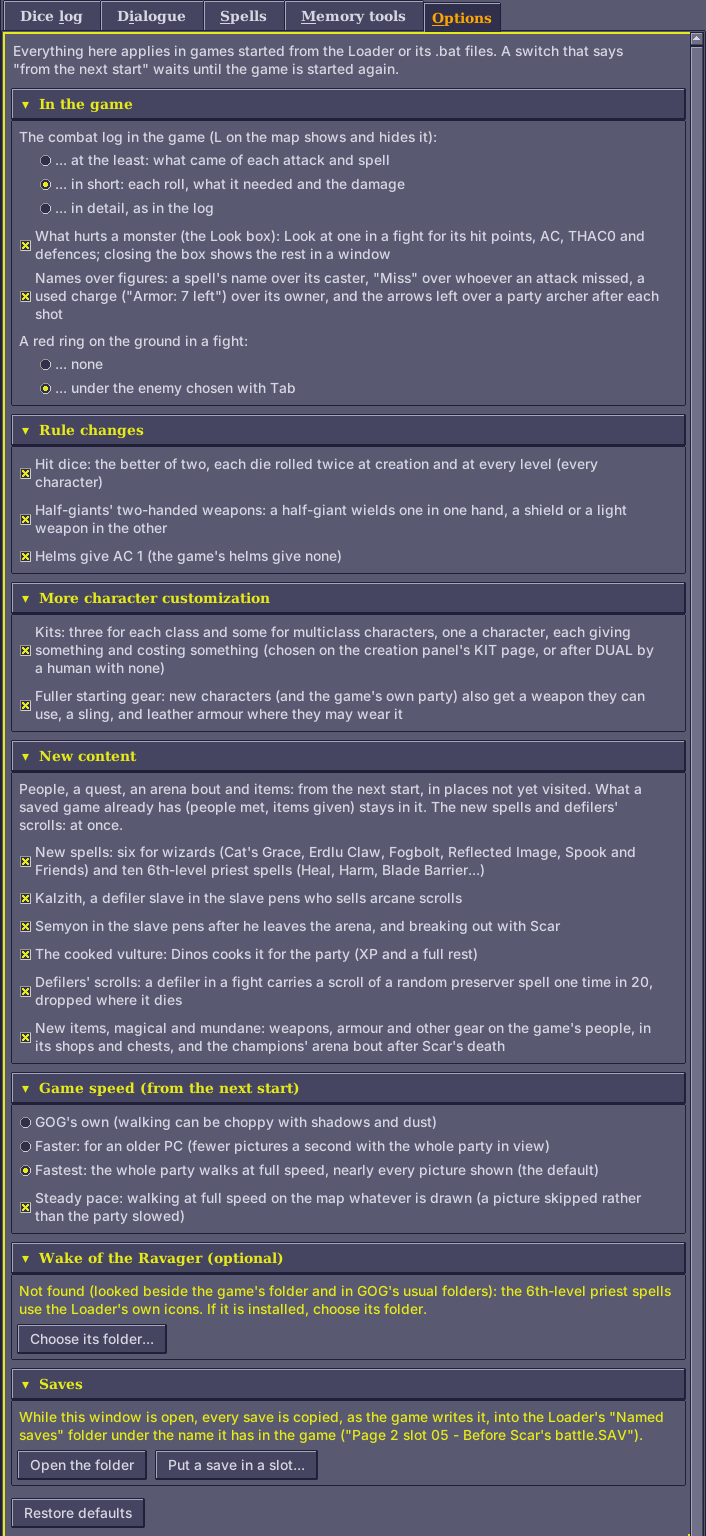 Dice log Dialogue Spells Memory tools Options
Everything here applies in games started from the Loader or its .bat files. A switch that says
"from the next start" waits until the game is started again.
▼ In the game
The combat log in the game (L on the map shows and hides it):
... at the least: what came of each attack and spell
... in short: each roll, what it needed and the damage
... in detail, as in the log
What hurts a monster (the Look box): Look at one in a fight for its hit points, AC, THAC0 and
defences; closing the box shows the rest in a window
Names over figures: a spell's name over its caster, "Miss" over whoever an attack missed, a
used charge ("Armor: 7 left") over its owner, and the arrows left over a party archer after each
shot
A red ring on the ground in a fight:
... none
... under the enemy chosen with Tab
▼ Rule changes
Hit dice: the better of two, each die rolled twice at creation and at every level (every
character)
Half-giants' two-handed weapons: a half-giant wields one in one hand, a shield or a light
weapon in the other
Helms give AC 1 (the game's helms give none)
▼ More character customization
Kits: three for each class and some for multiclass characters, one a character, each giving
something and costing something (chosen on the creation panel's KIT page, or after DUAL by
a human with none)
Fuller starting gear: new characters (and the game's own party) also get a weapon they can
use, a sling, and leather armour where they may wear it
▼ New content
People, a quest, an arena bout and items: from the next start, in places not yet visited. What a
saved game already has (people met, items given) stays in it. The new spells and defilers'
scrolls: at once.
New spells: six for wizards (Cat's Grace, Erdlu Claw, Fogbolt, Reflected Image, Spook and
Friends) and ten 6th-level priest spells (Heal, Harm, Blade Barrier...)
Kalzith, a defiler slave in the slave pens who sells arcane scrolls
Semyon in the slave pens after he leaves the arena, and breaking out with Scar
The cooked vulture: Dinos cooks it for the party (XP and a full rest)
Defilers' scrolls: a defiler in a fight carries a scroll of a random preserver spell one time in 20,
dropped where it dies
New items, magical and mundane: weapons, armour and other gear on the game's people, in
its shops and chests, and the champions' arena bout after Scar's death
▼ Game speed (from the next start)
GOG's own (walking can be choppy with shadows and dust)
Faster: for an older PC (fewer pictures a second with the whole party in view)
Fastest: the whole party walks at full speed, nearly every picture shown (the default)
Steady pace: walking at full speed on the map whatever is drawn (a picture skipped rather
than the party slowed)
▼ Wake of the Ravager (optional)
Not found (looked beside the game's folder and in GOG's usual folders): the 6th-level priest spells
use the Loader's own icons. If it is installed, choose its folder.
Choose its folder...
▼ Saves
While this window is open, every save is copied, as the game writes it, into the Loader's "Named
saves" folder under the name it has in the game ("Page 2 slot 05 - Before Scar's battle.SAV").
Open the folder Put a save in a slot...
Restore defaults